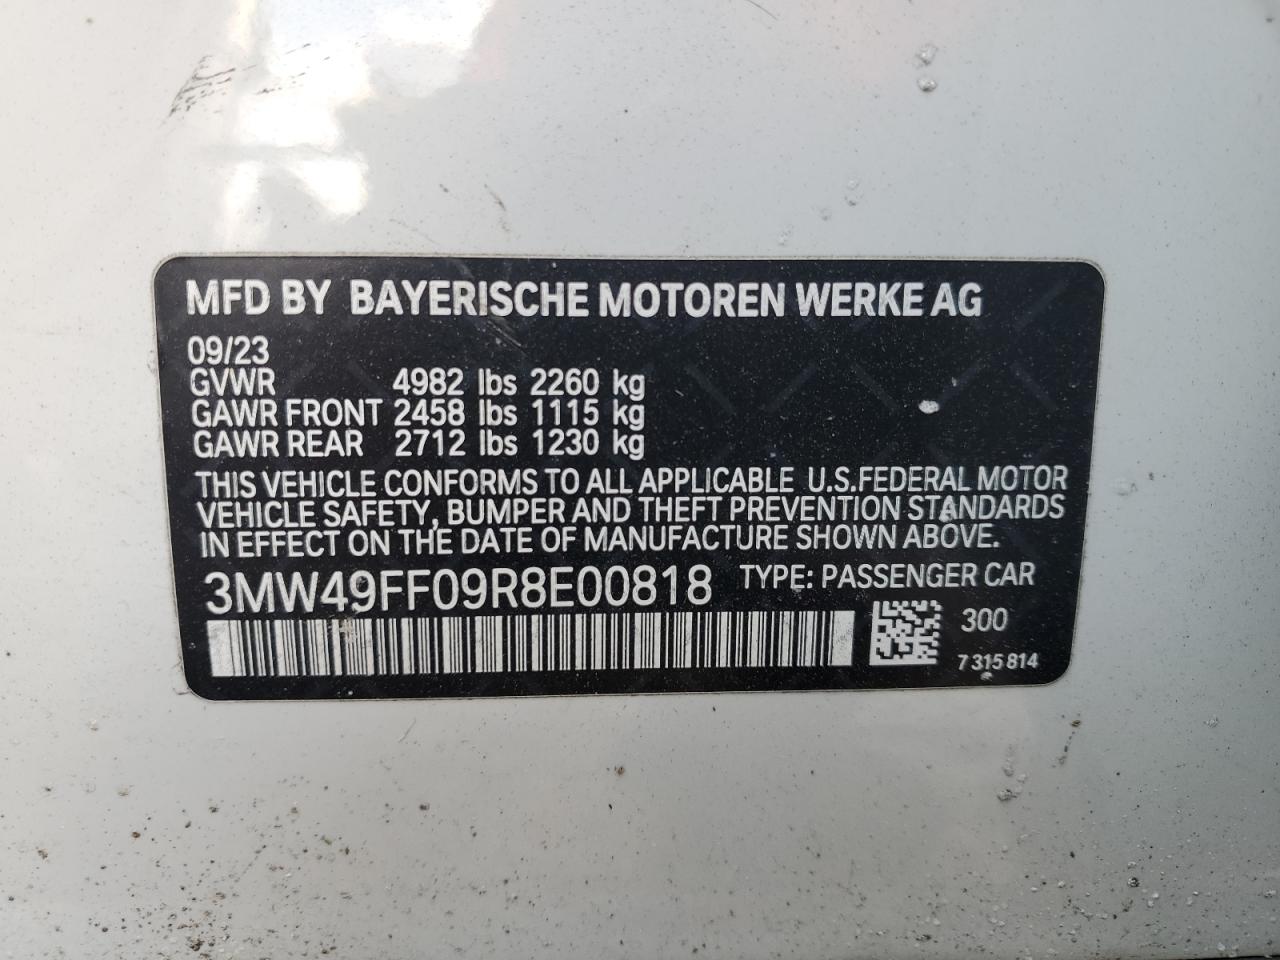 MFD BY BAYERISCHE MOTOREN WERKE AG
09/23
GVWR 4982 lbs 2260 kg
GAWR FRONT 2458 lbs 1115 kg
GAWR REAR 2712 lbs 1230 kg
THIS VEHICLE CONFORMS TO ALL APPLICABLE U.S.FEDERAL MOTOR
VEHICLE SAFETY, BUMPER AND THEFT PREVENTION STANDARDS
IN EFFECT ON THE DATE OF MANUFACTURE SHOWN ABOVE.
3MW49FF09R8E00818 TYPE: PASSENGER CAR
300
7 315 814